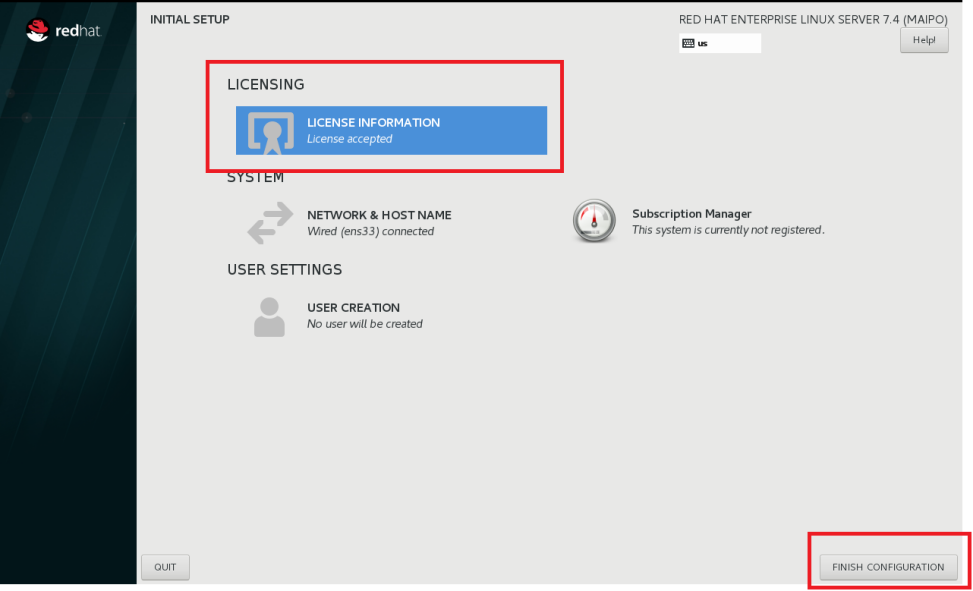 redhat
INITIAL SETUP
RED HAT ENTERPRISE LINUX SERVER 7.4 (MAIPO)
us
Help!
LICENSING
LICENSE INFORMATION
License accepted
SYSTEM
NETWORK & HOST NAME
Wired (ens33) connected
Subscription Manager
This system is currently not registered.
USER SETTINGS
USER CREATION
No user will be created
QUIT
FINISH CONFIGURATION